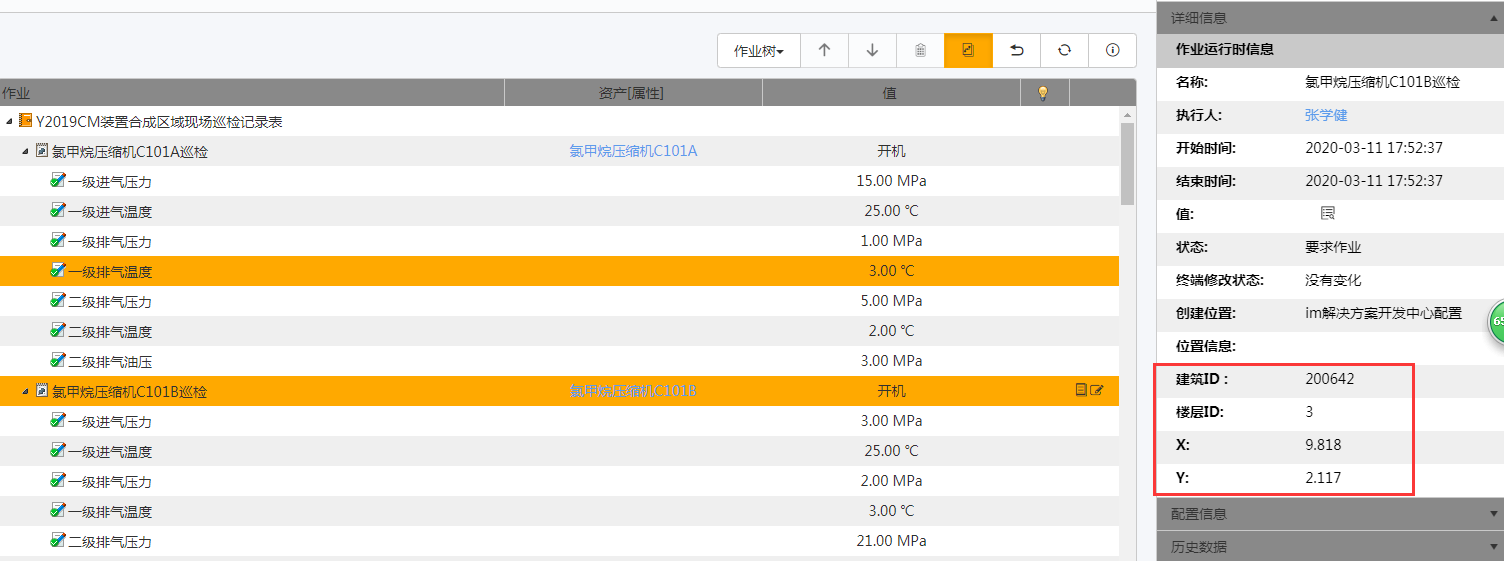 作业树
作业 资产[属性] 值
Y2019CM装置合成区域现场巡检记录表
氯甲烷压缩机C101A巡检 氯甲烷压缩机C101A 开机
一级进气压力 15.00 MPa
一级进气温度 25.00 ℃
一级排气压力 1.00 MPa
一级排气温度 3.00 ℃
二级排气压力 5.00 MPa
二级排气温度 2.00 ℃
二级排气油压 3.00 MPa
氯甲烷压缩机C101B巡检 氯甲烷压缩机C101B 开机
一级进气压力 3.00 MPa
一级进气温度 25.00 ℃
一级排气压力 2.00 MPa
一级排气温度 3.00 ℃
二级排气压力 21.00 MPa
详细信息
作业运行时信息
名称: 氯甲烷压缩机C101B巡检
执行人: 张学健
开始时间: 2020-03-11 17:52:37
结束时间: 2020-03-11 17:52:37
值:
状态: 要求作业
终端修改状态: 没有变化
创建位置: im解决方案开发中心配置
位置信息:
建筑ID : 200642
楼层ID: 3
X: 9.818
Y: 2.117
配置信息
历史数据